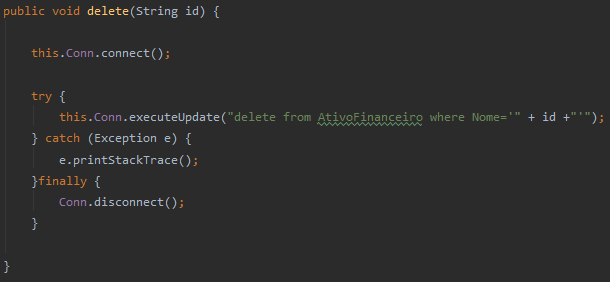 public void delete(String id) {
this.Conn.connect();
try {
this.Conn.executeUpdate("delete from AtivoFinanceiro where Nome='" + id +"'");
} catch (Exception e) {
e.printStackTrace();
}finally {
Conn.disconnect();
}
}